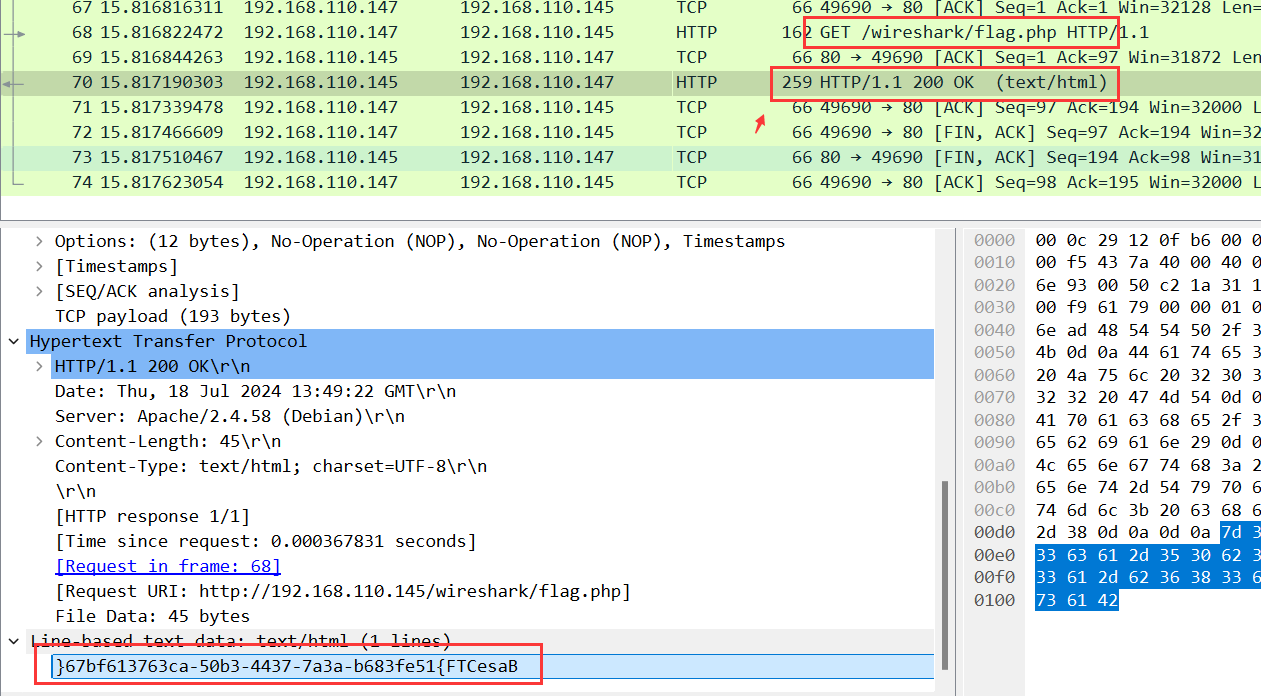 67 15.816816311 192.168.110.147 192.168.110.145 TCP 66 49690 → 80 [ACK] Seq=1 Ack=1 Win=32128 Len=
68 15.816822472 192.168.110.147 192.168.110.145 HTTP 162 GET /wireshark/flag.php HTTP/1.1
69 15.816844263 192.168.110.145 192.168.110.147 TCP 66 80 → 49690 [ACK] Seq=1 Ack=97 Win=31872 Len
70 15.817190303 192.168.110.145 192.168.110.147 HTTP 259 HTTP/1.1 200 OK (text/html)
71 15.817339478 192.168.110.147 192.168.110.145 TCP 66 49690 → 80 [ACK] Seq=97 Ack=194 Win=32000 L
72 15.817466609 192.168.110.147 192.168.110.145 TCP 66 49690 → 80 [FIN, ACK] Seq=97 Ack=194 Win=32
73 15.817510467 192.168.110.145 192.168.110.147 TCP 66 80 → 49690 [FIN, ACK] Seq=194 Ack=98 Win=31
74 15.817623054 192.168.110.147 192.168.110.145 TCP 66 49690 → 80 [ACK] Seq=98 Ack=195 Win=32000 L
Options: (12 bytes), No-Operation (NOP), No-Operation (NOP), Timestamps
[Timestamps]
[SEQ/ACK analysis]
TCP payload (193 bytes)
Hypertext Transfer Protocol
HTTP/1.1 200 OK\r\n
Date: Thu, 18 Jul 2024 13:49:22 GMT\r\n
Server: Apache/2.4.58 (Debian)\r\n
Content-Length: 45\r\n
Content-Type: text/html; charset=UTF-8\r\n
\r\n
[HTTP response 1/1]
[Time since request: 0.000367831 seconds]
[Request in frame: 68]
[Request URI: http://192.168.110.145/wireshark/flag.php]
File Data: 45 bytes
Line-based text data: text/html (1 lines)
}67bf613763ca-50b3-4437-7a3a-b683fe51{FTCesaB
0000 00 0c 29 12 0f b6 00 0
0010 00 f5 43 7a 40 00 40 0
0020 6e 93 00 50 c2 1a 31 1
0030 00 f9 61 79 00 00 01 0
0040 6e ad 48 54 54 50 2f 3
0050 4b 0d 0a 44 61 74 65 3
0060 20 4a 75 6c 20 32 30 3
0070 32 32 20 47 4d 54 0d 0
0080 41 70 61 63 68 65 2f 3
0090 65 62 69 61 6e 29 0d 0
00a0 4c 65 6e 67 74 68 3a 2
00b0 65 6e 74 2d 54 79 70 6
00c0 74 6d 6c 3b 20 63 68 6
00d0 2d 38 0d 0a 0d 0a 7d 3
00e0 33 63 61 2d 35 30 62 3
00f0 33 61 2d 62 36 38 33 6
0100 73 61 42